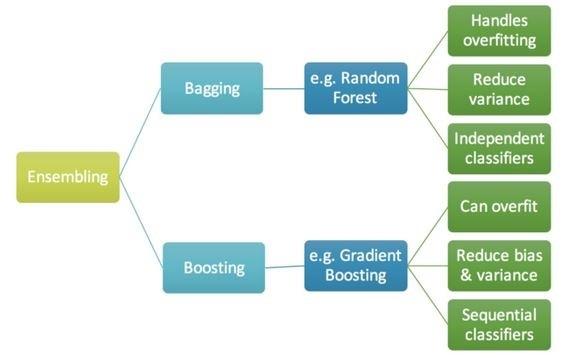 Ensembling
Bagging
e.g. Random
Forest
Handles
overfitting
Reduce
variance
Independent
classifiers
Boosting
e.g. Gradient
Boosting
Can overfit
Reduce bias
& variance
Sequential
classifiers